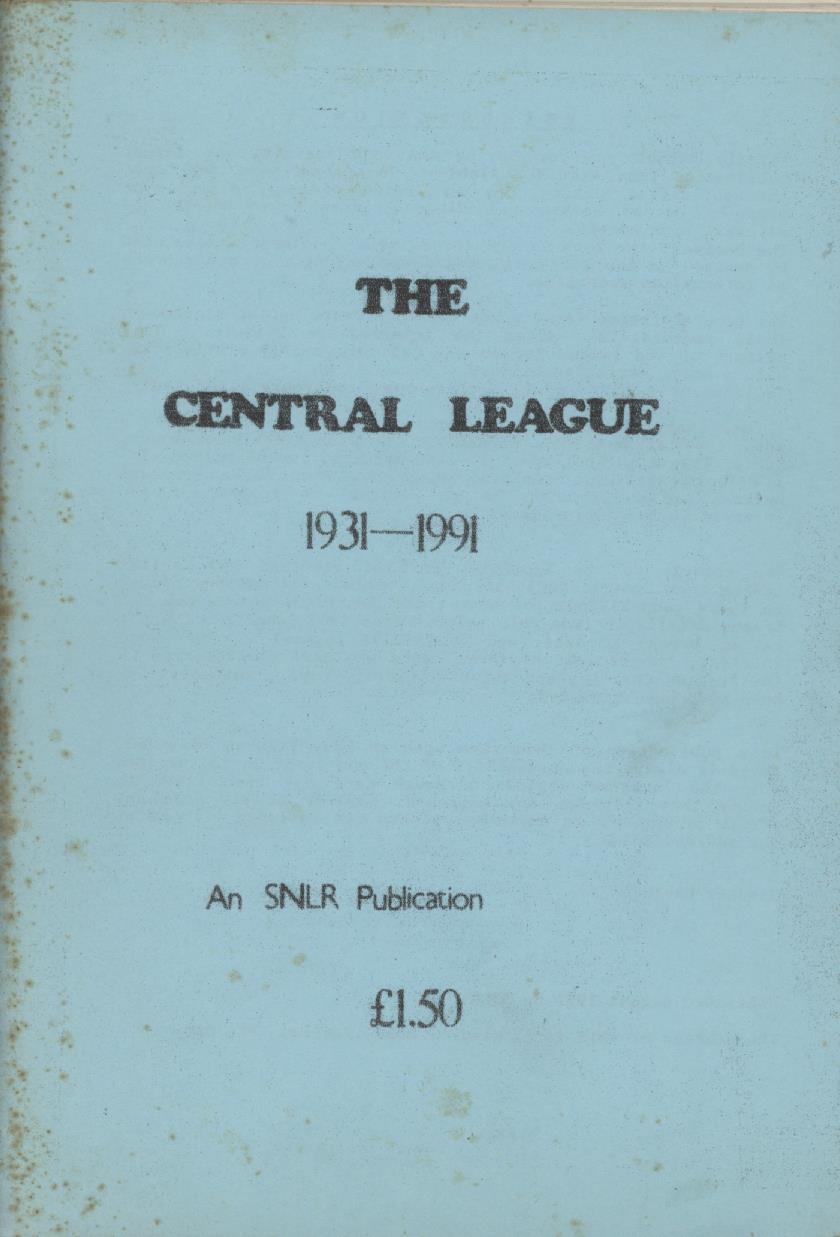 THE
CENTRAL LEAGUE
1931—1991
An SNLR Publication
£1.50